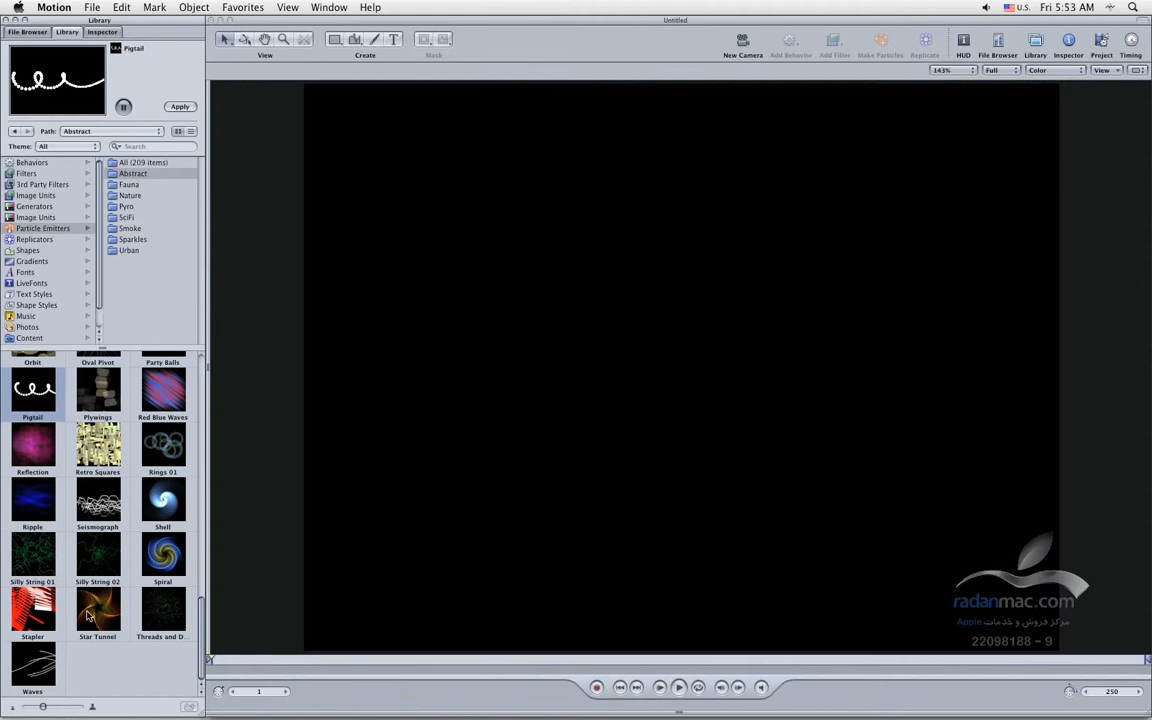 Motion File Edit Mark Object Favorites View Window Help
U.S. Fri 5:53 AM
Library
Untitled
File Browser Library Inspector
Pigtail
Apply
Path: Abstract
Theme: All
Search
View
Create
Mask
New Camera Add Behavior Add Filter Make Particles Replicate HUD File Browser Library Inspector Project Timing
143% Full Color View
Behaviors
Filters
3rd Party Filters
Image Units
Generators
Image Units
Particle Emitters
Replicators
Shapes
Gradients
Fonts
LiveFonts
Text Styles
Shape Styles
Music
Photos
Content
All (209 items)
Abstract
Fauna
Nature
Pyro
SciFi
Smoke
Sparkles
Urban
Orbit Oval Pivot Party Balls
Pigtail Plywings Red Blue Waves
Reflection Retro Squares Rings 01
Ripple Seismograph Shell
Silly String 01 Silly String 02 Spiral
Stapler Star Tunnel Threads and D...
Waves
radanmac.com
مرکز فروش و خدمات Apple
22098188 - 9
1
250